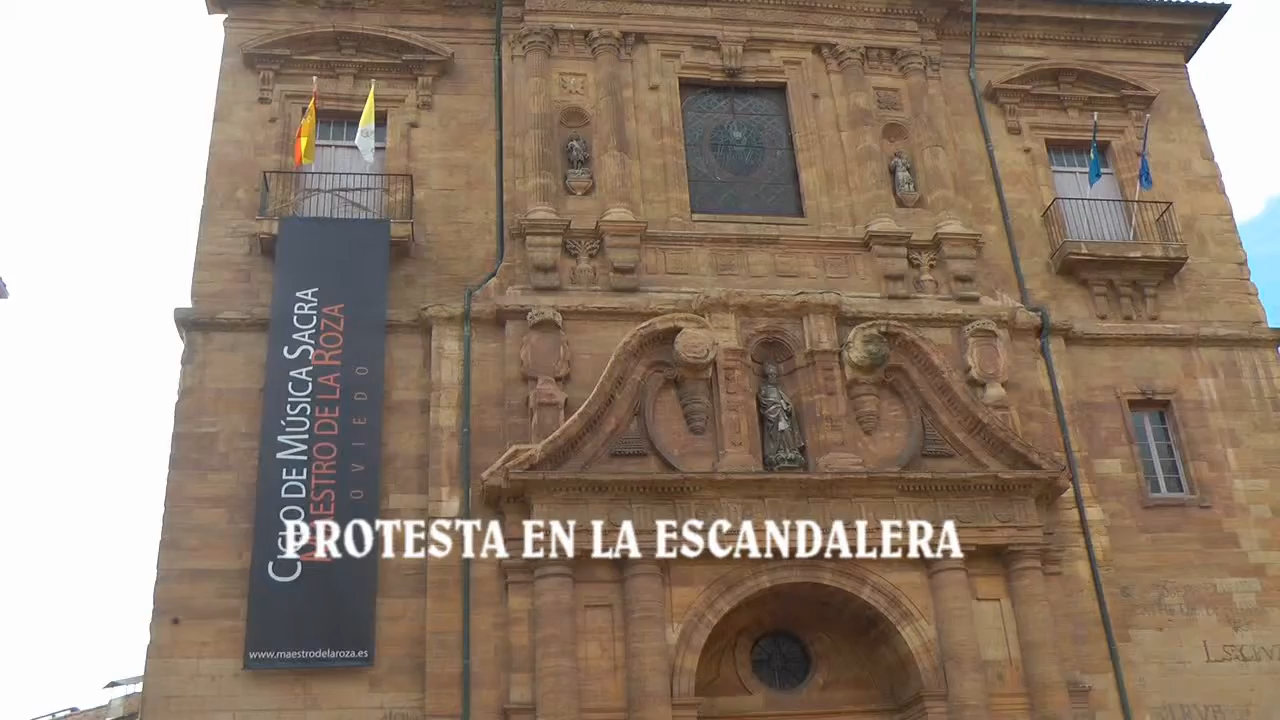 CICLO DE MÚSICA SACRA
MAESTRO DE LA ROZA
OVIEDO
www.maestrodelaroza.es
PROTESTA EN LA ESCANDALERA